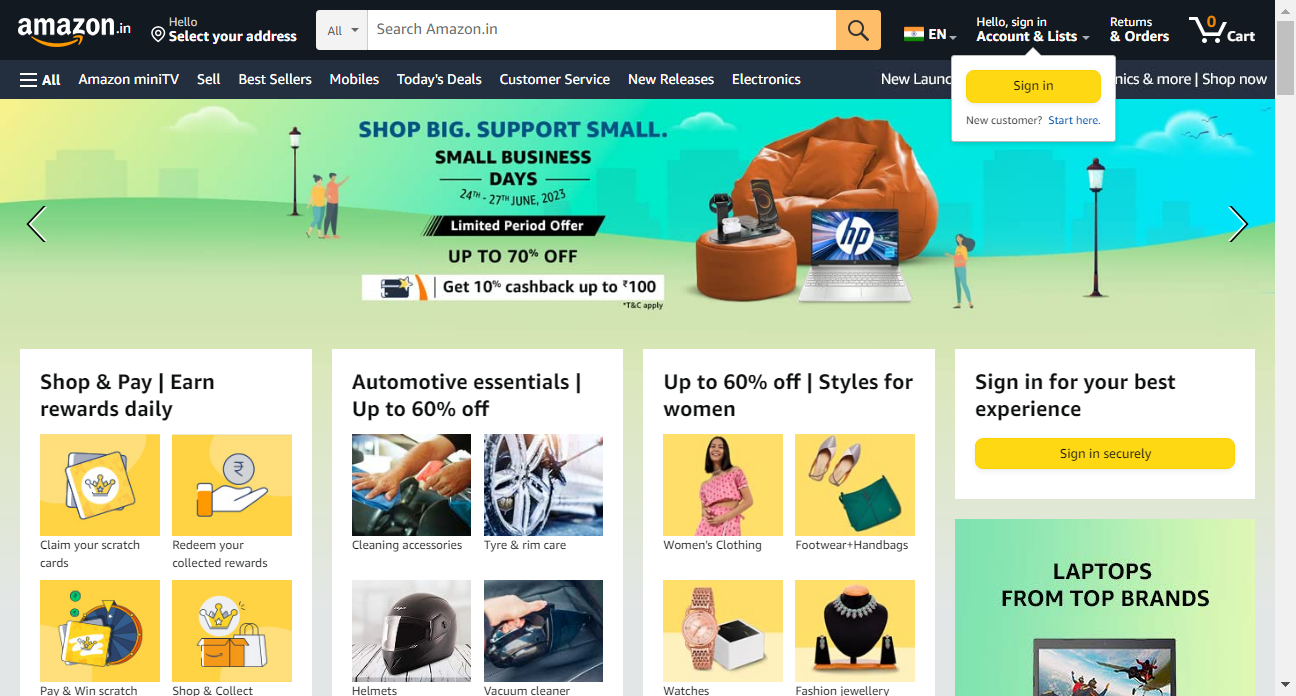 amazon.in
Hello
Select your address
All
Search Amazon.in
EN
Hello, sign in
Account & Lists
Returns
& Orders
0
Cart
All
Amazon miniTV
Sell
Best Sellers
Mobiles
Today's Deals
Customer Service
New Releases
Electronics
New Launc
nics & more | Shop now
Sign in
New customer? Start here.
SHOP BIG. SUPPORT SMALL.
SMALL BUSINESS
DAYS
24TH - 27TH JUNE, 2023
Limited Period Offer
UP TO 70% OFF
Get 10% cashback up to ₹100
*T&C apply
hp
Shop & Pay | Earn
rewards daily
Claim your scratch
cards
Redeem your
collected rewards
Pay & Win scratch
Shop & Collect
Automotive essentials |
Up to 60% off
Cleaning accessories
Tyre & rim care
Helmets
Vacuum cleaner
Up to 60% off | Styles for
women
Women's Clothing
Footwear+Handbags
Watches
Fashion jewellery
Sign in for your best
experience
Sign in securely
LAPTOPS
FROM TOP BRANDS